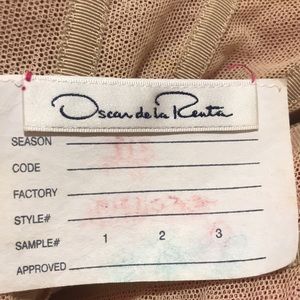 Oscar de la Renta
SEASON
CODE
FACTORY
STYLE#
SAMPLE# 1 2 3
APPROVED